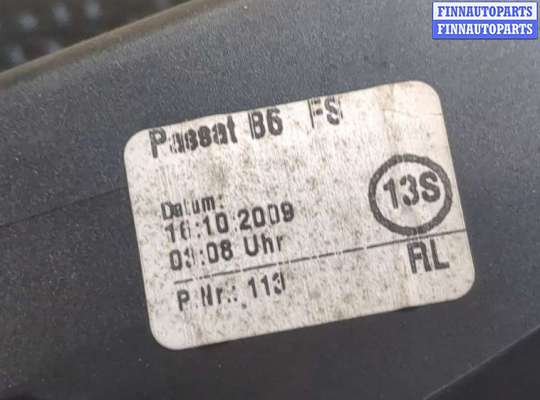 FINNAUTOPARTS
FINNAUTOPARTS
Passat B6 FS
Datum:
16:10:2009
03:08 Uhr
13S
RL
P.Nr.: 113